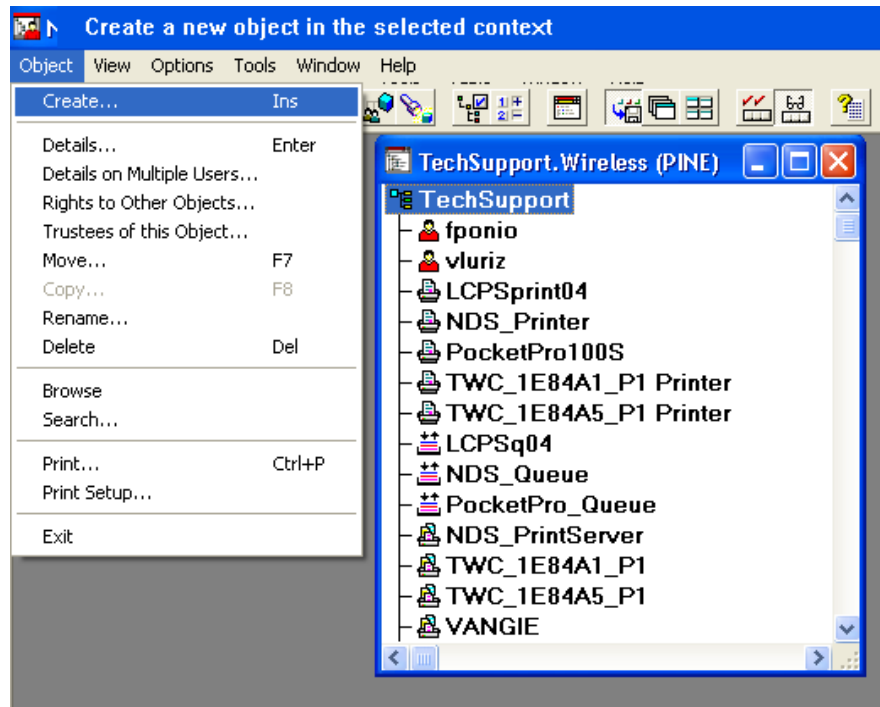 Create a new object in the selected context
Object View Options Tools Window Help
Create... Ins
Details... Enter
Details on Multiple Users...
Rights to Other Objects...
Trustees of this Object...
Move... F7
Copy... F8
Rename...
Delete Del
Browse
Search...
Print... Ctrl+P
Print Setup...
Exit
TechSupport.Wireless (PINE)
TechSupport
fponio
vluriz
LCPSprint04
NDS_Printer
PocketPro100S
TWC_1E84A1_P1 Printer
TWC_1E84A5_P1 Printer
LCPSq04
NDS_Queue
PocketPro_Queue
NDS_PrintServer
TWC_1E84A1_P1
TWC_1E84A5_P1
VANGIE